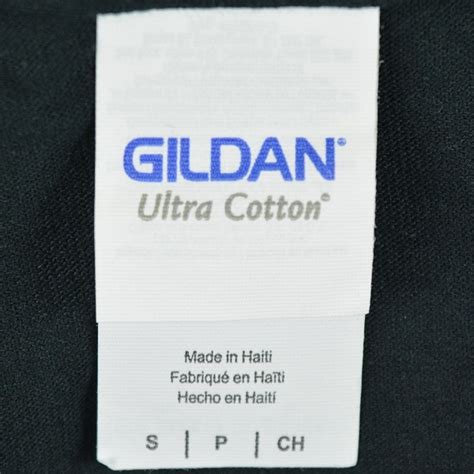 GILDAN®
Ultra Cotton®
Made in Haiti
Fabriqué en Haïti
Hecho en Haití
S | P | CH